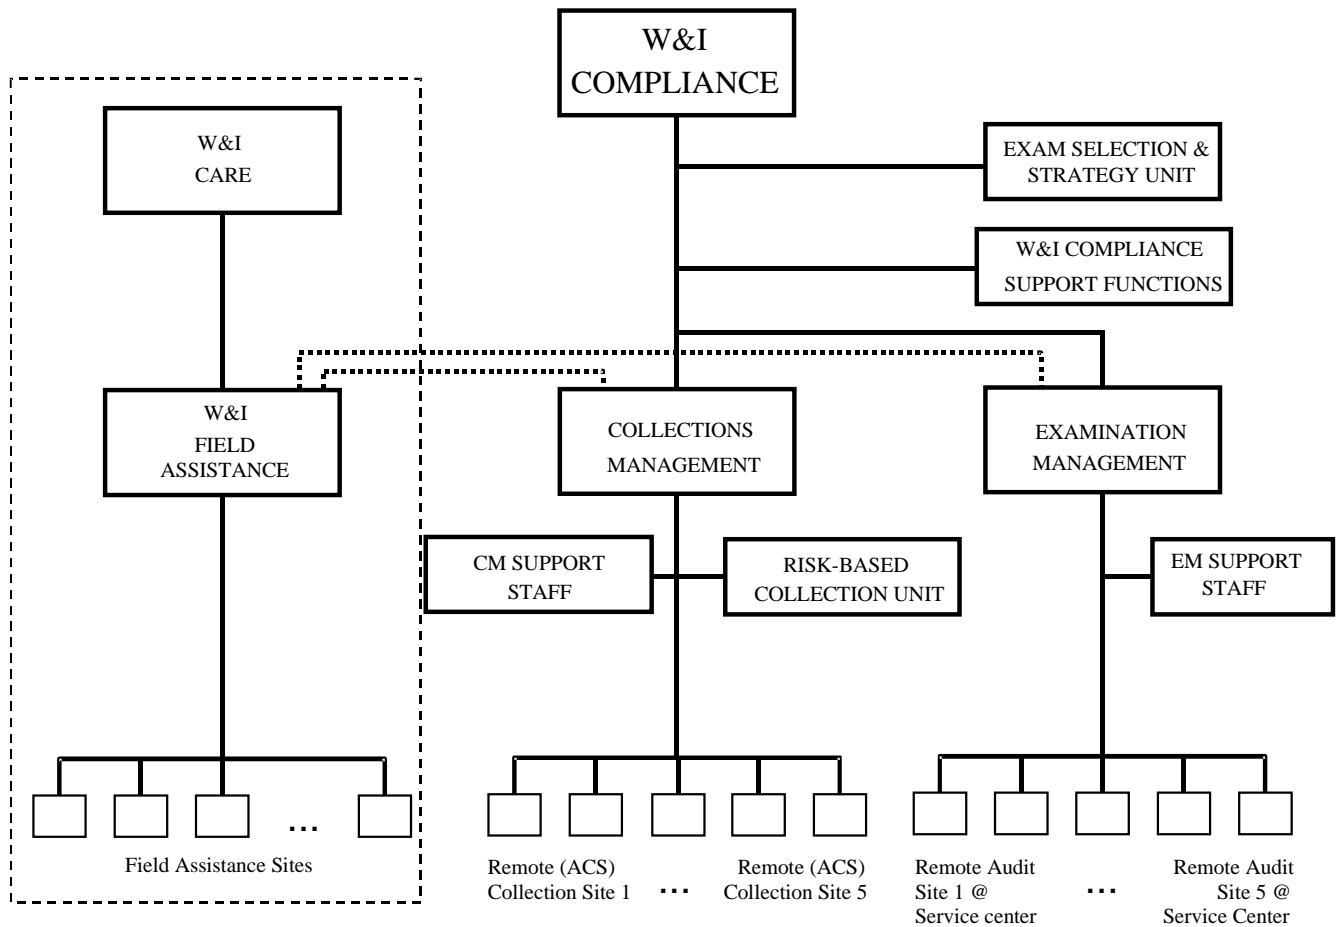 W&I
COMPLIANCE
W&I
CARE
EXAM SELECTION &
STRATEGY UNIT
W&I COMPLIANCE
SUPPORT FUNCTIONS
W&I
FIELD
ASSISTANCE
COLLECTIONS
MANAGEMENT
EXAMINATION
MANAGEMENT
CM SUPPORT
STAFF
RISK-BASED
COLLECTION UNIT
EM SUPPORT
STAFF
...
Field Assistance Sites
Remote (ACS)
Collection Site 1
...
Remote (ACS)
Collection Site 5
Remote Audit
Site 1 @
Service center
...
Remote Audit
Site 5 @
Service Center